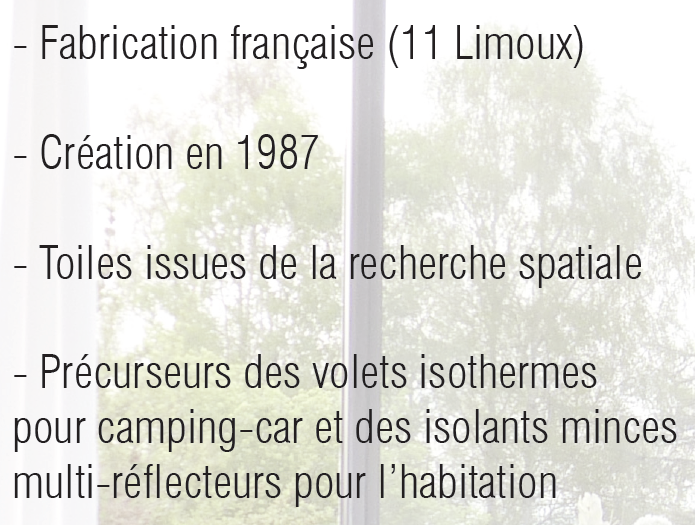 - Fabrication française (11 Limoux)
- Création en 1987
- Toiles issues de la recherche spatiale
- Précurseurs des volets isothermes
pour camping-car et des isolants minces
multi-réflecteurs pour l’habitation